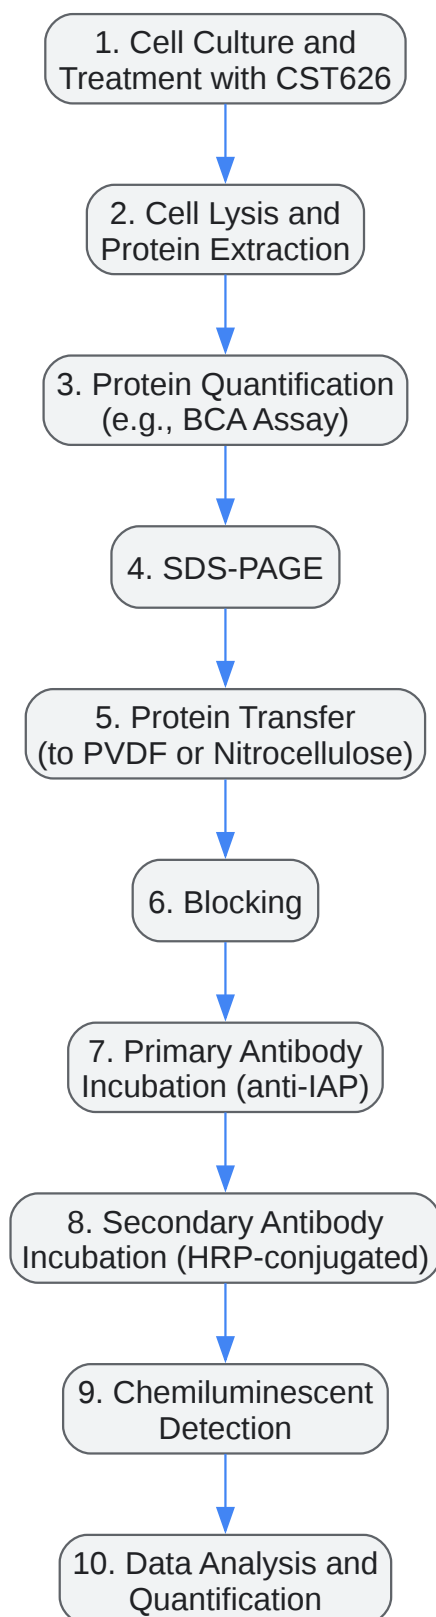 1. Cell Culture and
Treatment with CST626
2. Cell Lysis and
Protein Extraction
3. Protein Quantification
(e.g., BCA Assay)
4. SDS-PAGE
5. Protein Transfer
(to PVDF or Nitrocellulose)
6. Blocking
7. Primary Antibody
Incubation (anti-IAP)
8. Secondary Antibody
Incubation (HRP-conjugated)
9. Chemiluminescent
Detection
10. Data Analysis and
Quantification